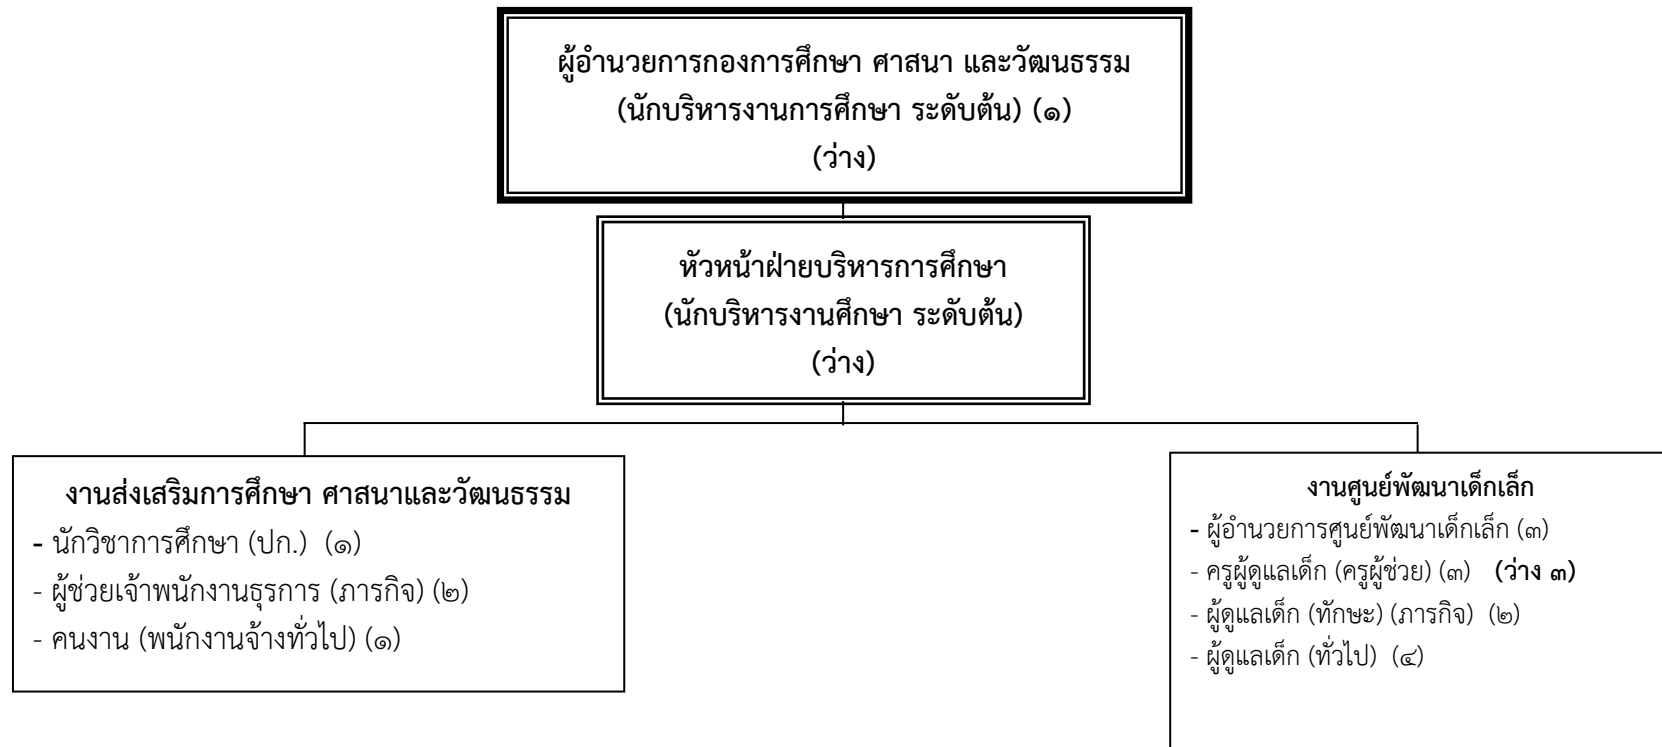 ผู้อำนวยการกองการศึกษา ศาสนา และวัฒนธรรม
(นักบริหารงานการศึกษา ระดับต้น) (๑)
(ว่าง)
หัวหน้าฝ่ายบริหารการศึกษา
(นักบริหารงานศึกษา ระดับต้น)
(ว่าง)
งานส่งเสริมการศึกษา ศาสนาและวัฒนธรรม
- นักวิชาการศึกษา (ปก.) (๑)
- ผู้ช่วยเจ้าพนักงานธุรการ (ภารกิจ) (๒)
- คนงาน (พนักงานจ้างทั่วไป) (๑)
งานศูนย์พัฒนาเด็กเล็ก
- ผู้อำนวยการศูนย์พัฒนาเด็กเล็ก (๓)
- ครูผู้ดูแลเด็ก (ครูผู้ช่วย) (๓) (ว่าง ๓)
- ผู้ดูแลเด็ก (ทักษะ) (ภารกิจ) (๒)
- ผู้ดูแลเด็ก (ทั่วไป) (๔)